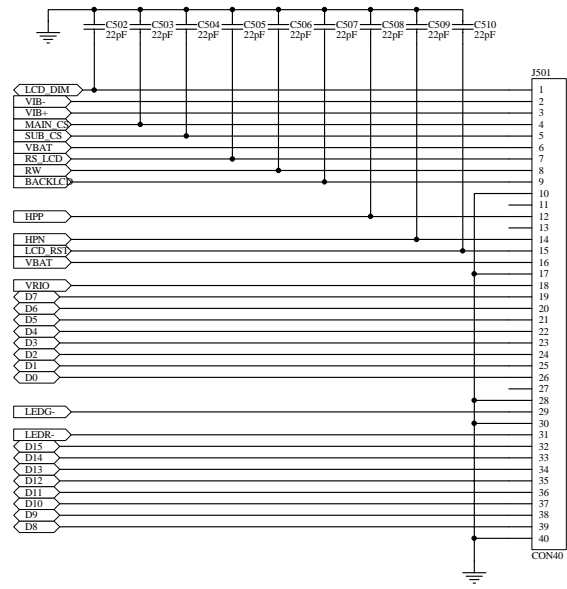 C502 C503 C504 C505 C506 C507 C508 C509 C510
22pF 22pF 22pF 22pF 22pF 22pF 22pF 22pF 22pF
J501
LCD_DIM 1
VIB- 2
VIB+ 3
MAIN_CS 4
SUB_CS 5
VBAT 6
RS_LCD 7
RW 8
BACKLCD 9
10
11
HPP 12
13
HPN 14
LCD_RST 15
VBAT 16
17
VRIO 18
D7 19
D6 20
D5 21
D4 22
D3 23
D2 24
D1 25
D0 26
27
28
LEDG- 29
30
LEDR- 31
D15 32
D14 33
D13 34
D12 35
D11 36
D10 37
D9 38
D8 39
40
CON40